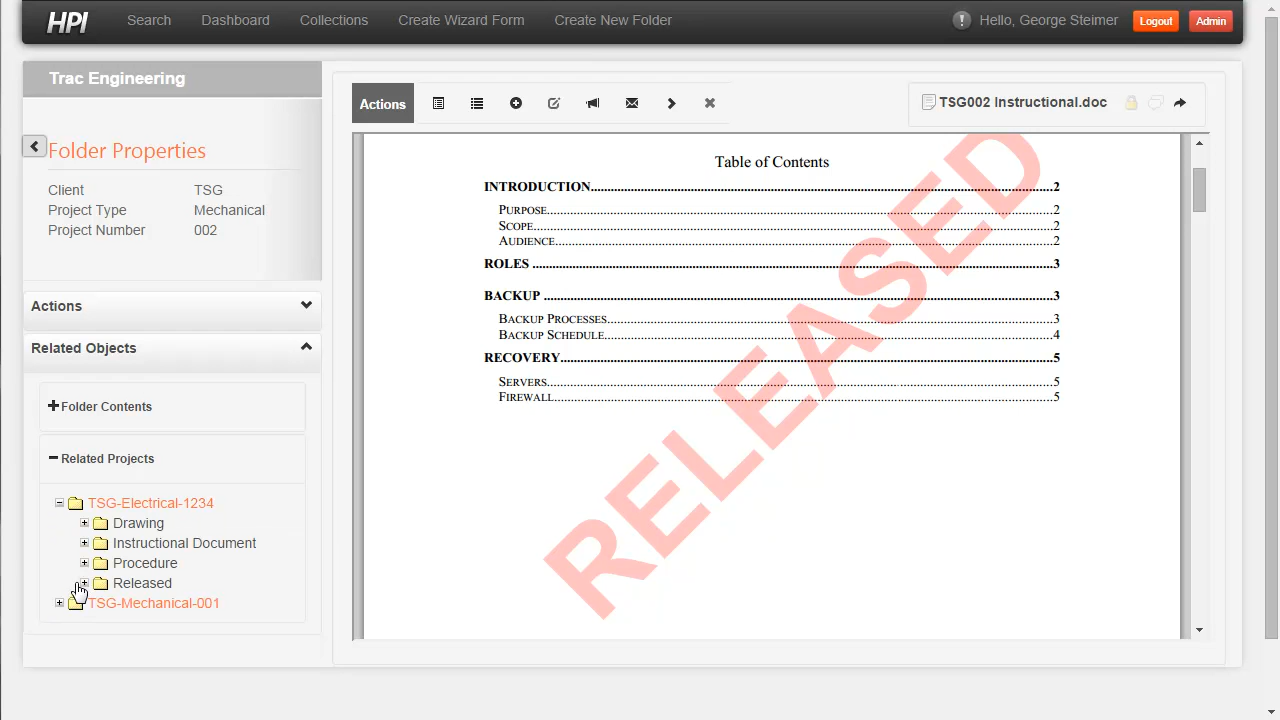 HPI Search Dashboard Collections Create Wizard Form Create New Folder Hello, George Steimer Logout Admin
Trac Engineering
Folder Properties
Client TSG
Project Type Mechanical
Project Number 002
Actions
Related Objects
Folder Contents
Related Projects
TSG-Electrical-1234
Drawing
Instructional Document
Procedure
Released
TSG-Mechanical-001
Actions
TSG002 Instructional.doc
Table of Contents
INTRODUCTION..........2
PURPOSE..........2
SCOPE..........2
AUDIENCE..........2
ROLES ..........3
BACKUP ..........3
BACKUP PROCESSES..........3
BACKUP SCHEDULE..........4
RECOVERY..........5
SERVERS..........5
FIREWALL..........5
RELEASED